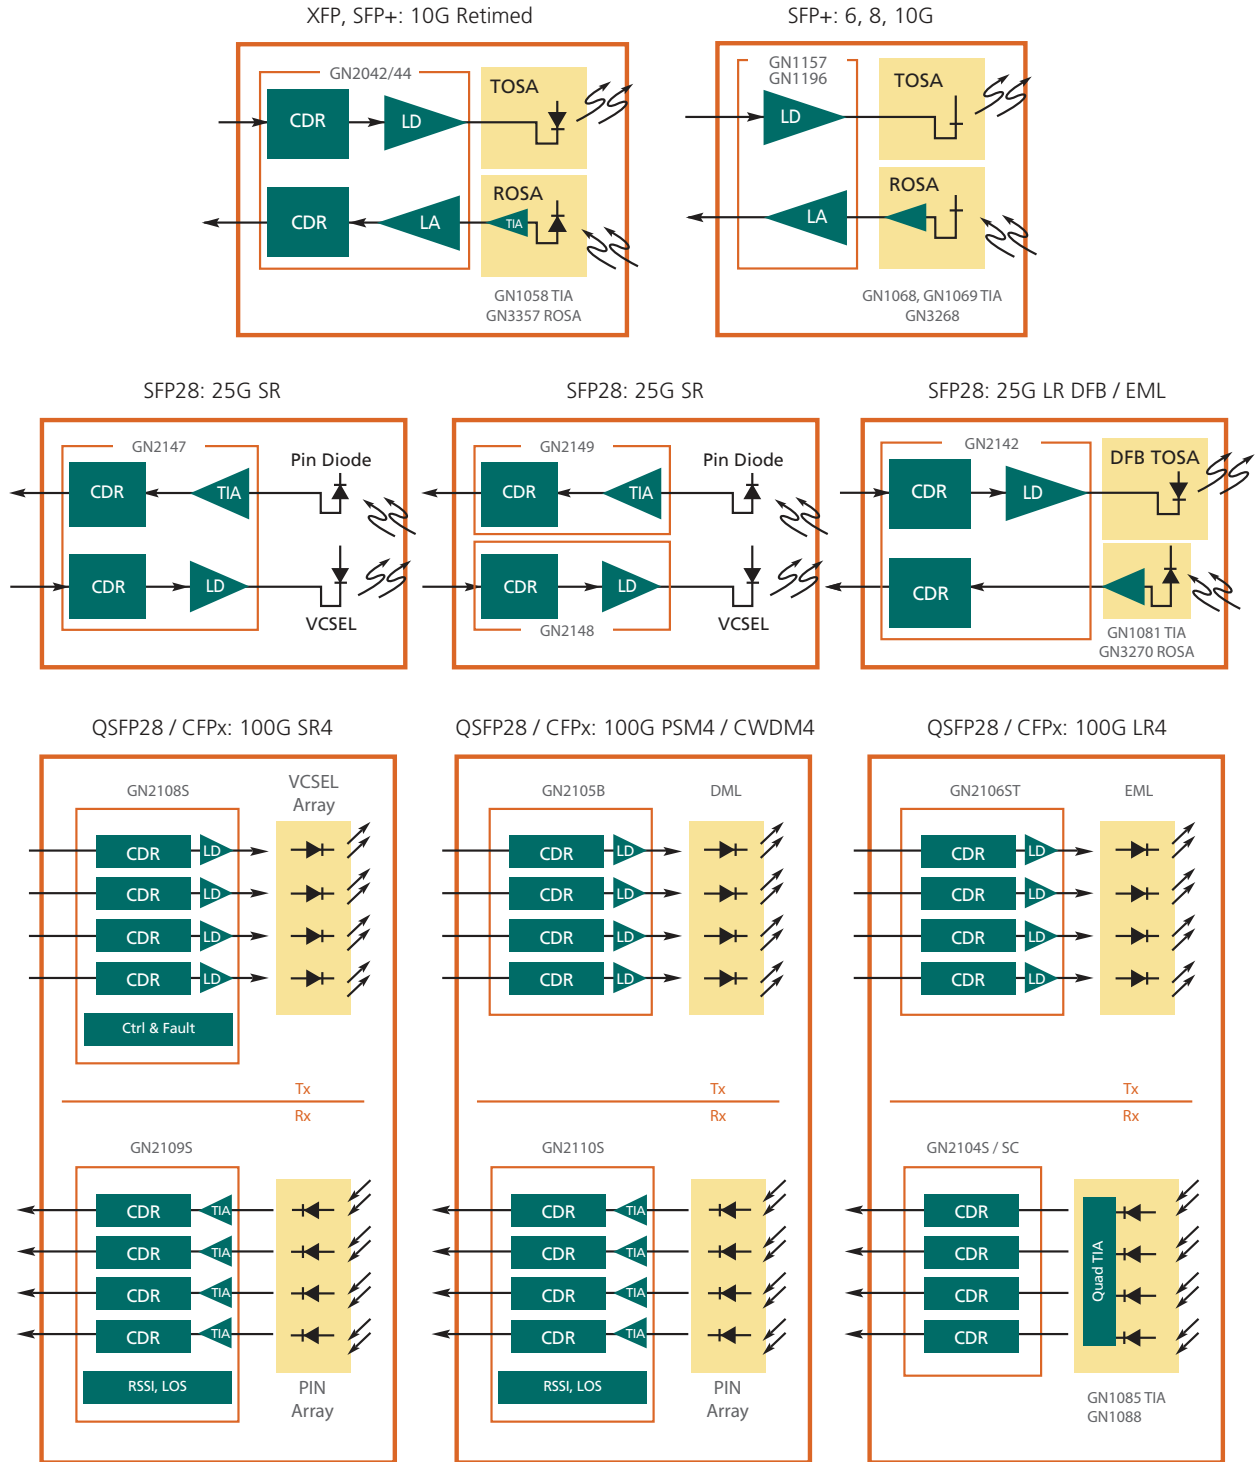 XFP, SFP+: 10G Retimed
GN2042/44
CDR
LD
TOSA
CDR
LA
ROSA
TIA
GN1058 TIA
GN3357 ROSA
SFP+: 6, 8, 10G
GN1157
GN1196
LD
TOSA
LA
ROSA
GN1068, GN1069 TIA
GN3268
SFP28: 25G SR
GN2147
CDR
TIA
Pin Diode
CDR
LD
VCSEL
SFP28: 25G SR
GN2149
CDR
TIA
Pin Diode
CDR
LD
GN2148
VCSEL
SFP28: 25G LR DFB / EML
GN2142
CDR
LD
DFB TOSA
CDR
GN1081 TIA
GN3270 ROSA
QSFP28 / CFPx: 100G SR4
GN2108S
VCSEL
Array
CDR
LD
CDR
LD
CDR
LD
CDR
LD
Ctrl & Fault
Tx
Rx
GN2109S
CDR
TIA
CDR
TIA
CDR
TIA
CDR
TIA
RSSI, LOS
PIN
Array
QSFP28 / CFPx: 100G PSM4 / CWDM4
GN2105B
DML
CDR
LD
CDR
LD
CDR
LD
CDR
LD
Tx
Rx
GN2110S
CDR
TIA
CDR
TIA
CDR
TIA
CDR
TIA
RSSI, LOS
PIN
Array
QSFP28 / CFPx: 100G LR4
GN2106ST
EML
CDR
LD
CDR
LD
CDR
LD
CDR
LD
Tx
Rx
GN2104S / SC
CDR
CDR
CDR
CDR
Quad TIA
GN1085 TIA
GN1088